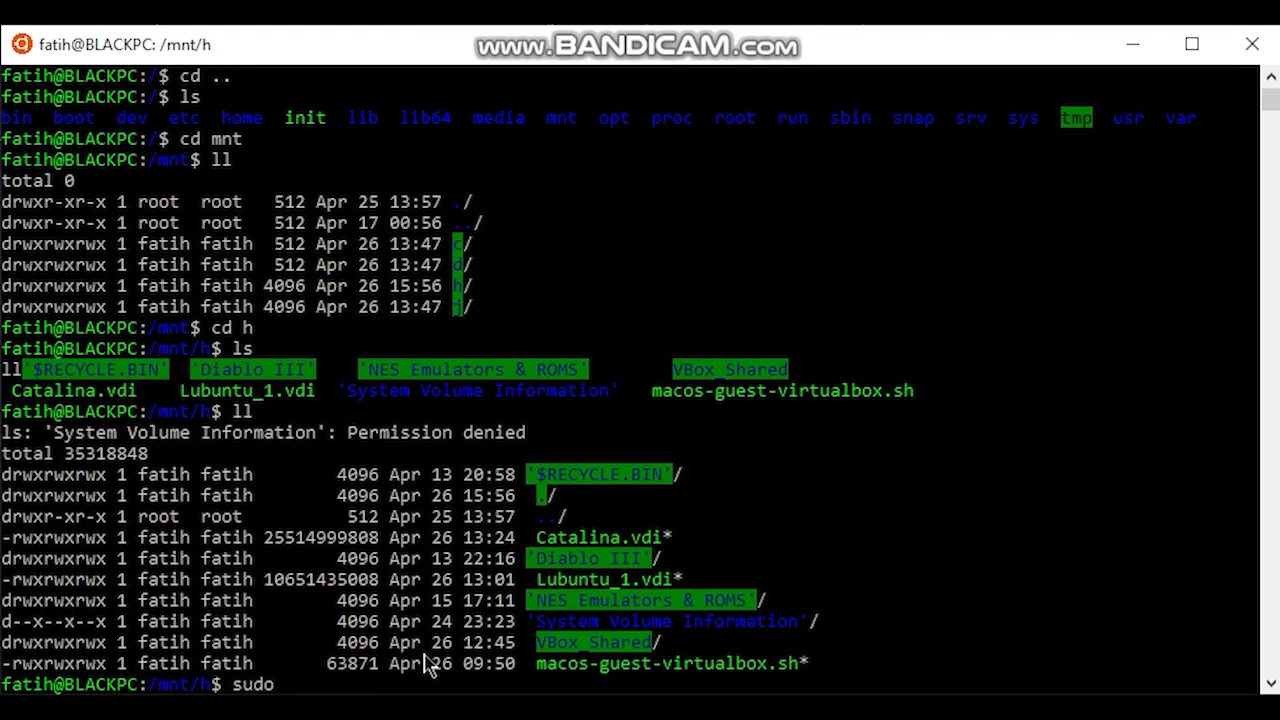 fatih@BLACKPC: /mnt/h
www.BANDICAM.com
fatih@BLACKPC:/$ cd ..
fatih@BLACKPC:/$ ls
bin boot dev etc home init lib lib64 media mnt opt proc root run sbin snap srv sys tmp usr var
fatih@BLACKPC:/$ cd mnt
fatih@BLACKPC:/mnt$ ll
total 0
drwxr-xr-x 1 root root 512 Apr 25 13:57 ./
drwxr-xr-x 1 root root 512 Apr 17 00:56 ../
drwxrwxrwx 1 fatih fatih 512 Apr 26 13:47 c/
drwxrwxrwx 1 fatih fatih 512 Apr 26 13:47 d/
drwxrwxrwx 1 fatih fatih 4096 Apr 26 15:56 h/
drwxrwxrwx 1 fatih fatih 4096 Apr 26 13:47 j/
fatih@BLACKPC:/mnt$ cd h
fatih@BLACKPC:/mnt/h$ ls
ll'$RECYCLE.BIN' 'Diablo III' 'NES Emulators & ROMS' VBox_Shared
Catalina.vdi Lubuntu_1.vdi 'System Volume Information' macos-guest-virtualbox.sh
fatih@BLACKPC:/mnt/h$ ll
ls: 'System Volume Information': Permission denied
total 35318848
drwxrwxrwx 1 fatih fatih 4096 Apr 13 20:58 '$RECYCLE.BIN'/
drwxrwxrwx 1 fatih fatih 4096 Apr 26 15:56 ./
drwxr-xr-x 1 root root 512 Apr 25 13:57 ../
-rwxrwxrwx 1 fatih fatih 25514999808 Apr 26 13:24 Catalina.vdi*
drwxrwxrwx 1 fatih fatih 4096 Apr 13 22:16 'Diablo III'/
-rwxrwxrwx 1 fatih fatih 10651435008 Apr 26 13:01 Lubuntu_1.vdi*
drwxrwxrwx 1 fatih fatih 4096 Apr 15 17:11 'NES Emulators & ROMS'/
d--x--x--x 1 fatih fatih 4096 Apr 24 23:23 'System Volume Information'/
drwxrwxrwx 1 fatih fatih 4096 Apr 26 12:45 VBox_Shared/
-rwxrwxrwx 1 fatih fatih 63871 Apr 26 09:50 macos-guest-virtualbox.sh*
fatih@BLACKPC:/mnt/h$ sudo